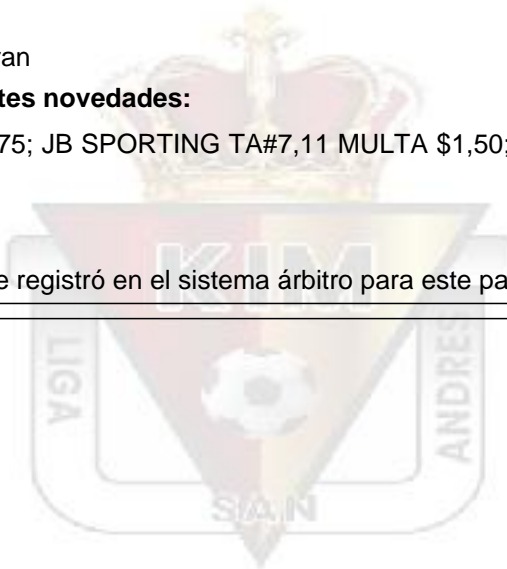 an
tes novedades:
75; JB SPORTING TA#7,11 MULTA $1,50;
e registró en el sistema árbitro para este pa
KIM
LIGA
ANDRES
SAN